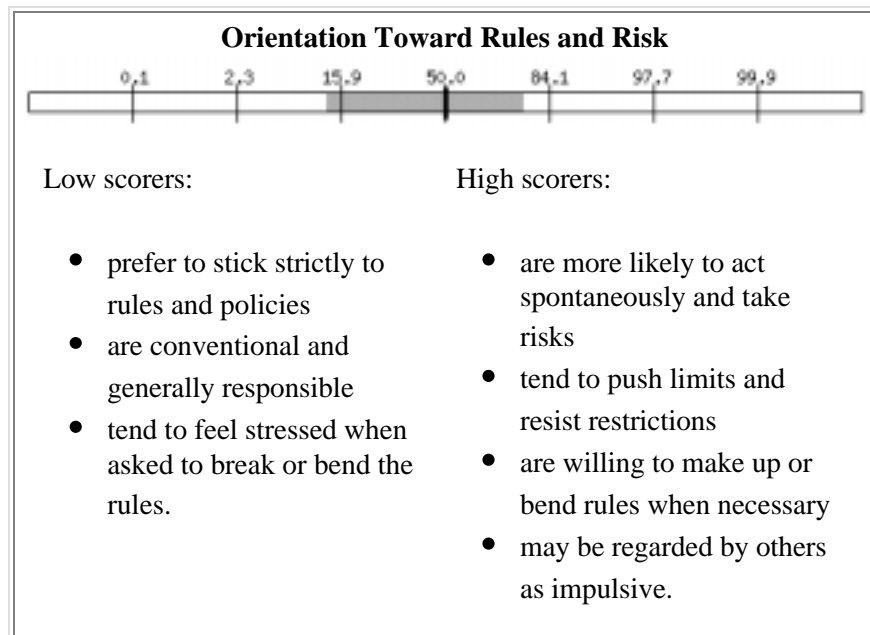 Orientation Toward Rules and Risk
0.1 2.3 15.9 50.0 84.1 97.7 99.9
Low scorers:
prefer to stick strictly to
rules and policies
are conventional and
generally responsible
tend to feel stressed when
asked to break or bend the
rules.
High scorers:
are more likely to act
spontaneously and take
risks
tend to push limits and
resist restrictions
are willing to make up or
bend rules when necessary
may be regarded by others
as impulsive.